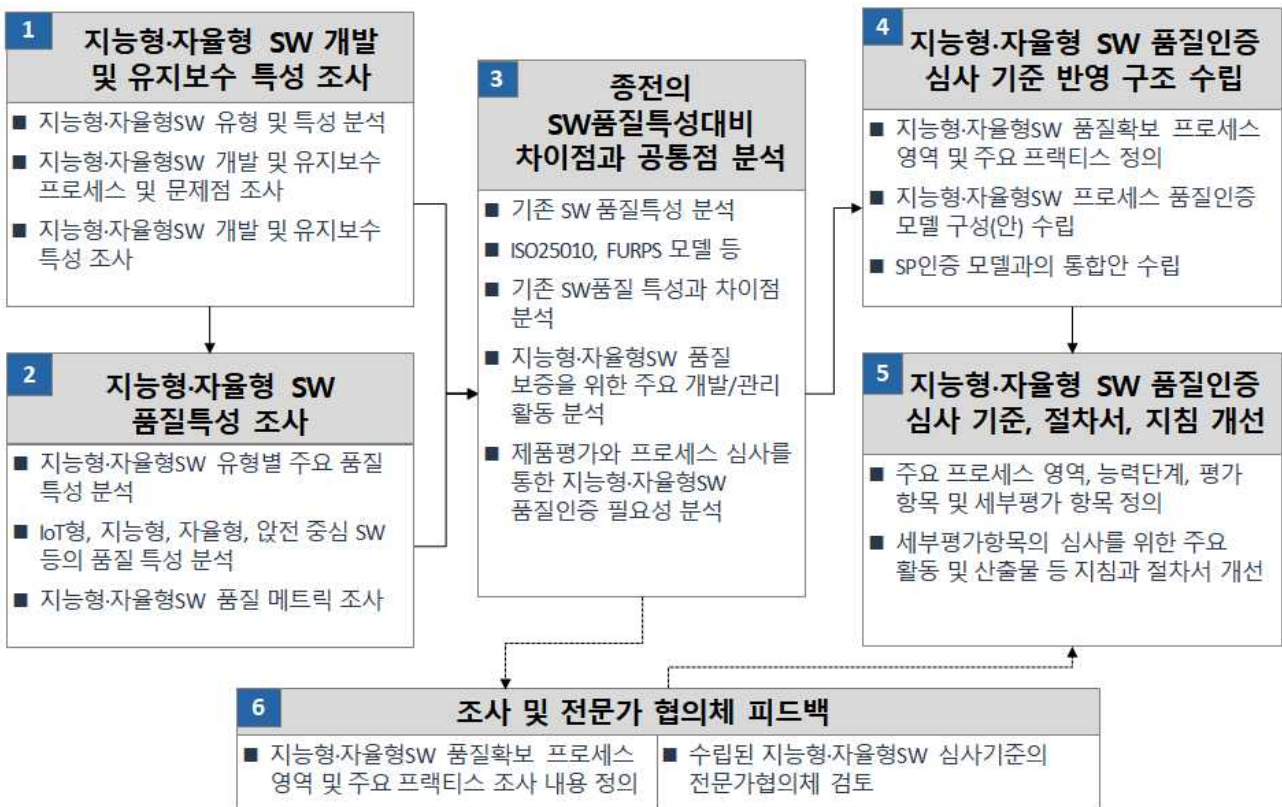 1
지능형·자율형 SW 개발
및 유지보수 특성 조사
■ 지능형·자율형SW 유형 및 특성 분석
■ 지능형·자율형SW 개발 및 유지보수
프로세스 및 문제점 조사
■ 지능형·자율형SW 개발 및 유지보수
특성 조사
2
지능형·자율형 SW
품질특성 조사
■ 지능형·자율형SW 유형별 주요 품질
특성 분석
■ IoT형, 지능형, 자율형, 앉전 중심 SW
등의 품질 특성 분석
■ 지능형·자율형SW 품질 메트릭 조사
3
종전의
SW품질특성대비
차이점과 공통점 분석
■ 기존 SW 품질특성 분석
■ ISO25010, FURPS 모델 등
■ 기존 SW품질 특성과 차이점
분석
■ 지능형·자율형SW 품질
보증을 위한 주요 개발/관리
활동 분석
■ 제품평가와 프로세스 심사를
통한 지능형·자율형SW
품질인증 필요성 분석
4
지능형·자율형 SW 품질인증
심사 기준 반영 구조 수립
■ 지능형·자율형SW 품질확보 프로세스
영역 및 주요 프랙티스 정의
■ 지능형·자율형SW 프로세스 품질인증
모델 구성(안) 수립
■ SP인증 모델과의 통합안 수립
5
지능형·자율형 SW 품질인증
심사 기준, 절차서, 지침 개선
■ 주요 프로세스 영역, 능력단계, 평가
항목 및 세부평가 항목 정의
■ 세부평가항목의 심사를 위한 주요
활동 및 산출물 등 지침과 절차서 개선
6
조사 및 전문가 협의체 피드백
■ 지능형·자율형SW 품질확보 프로세스
영역 및 주요 프랙티스 조사 내용 정의
■ 수립된 지능형·자율형SW 심사기준의
전문가협의체 검토